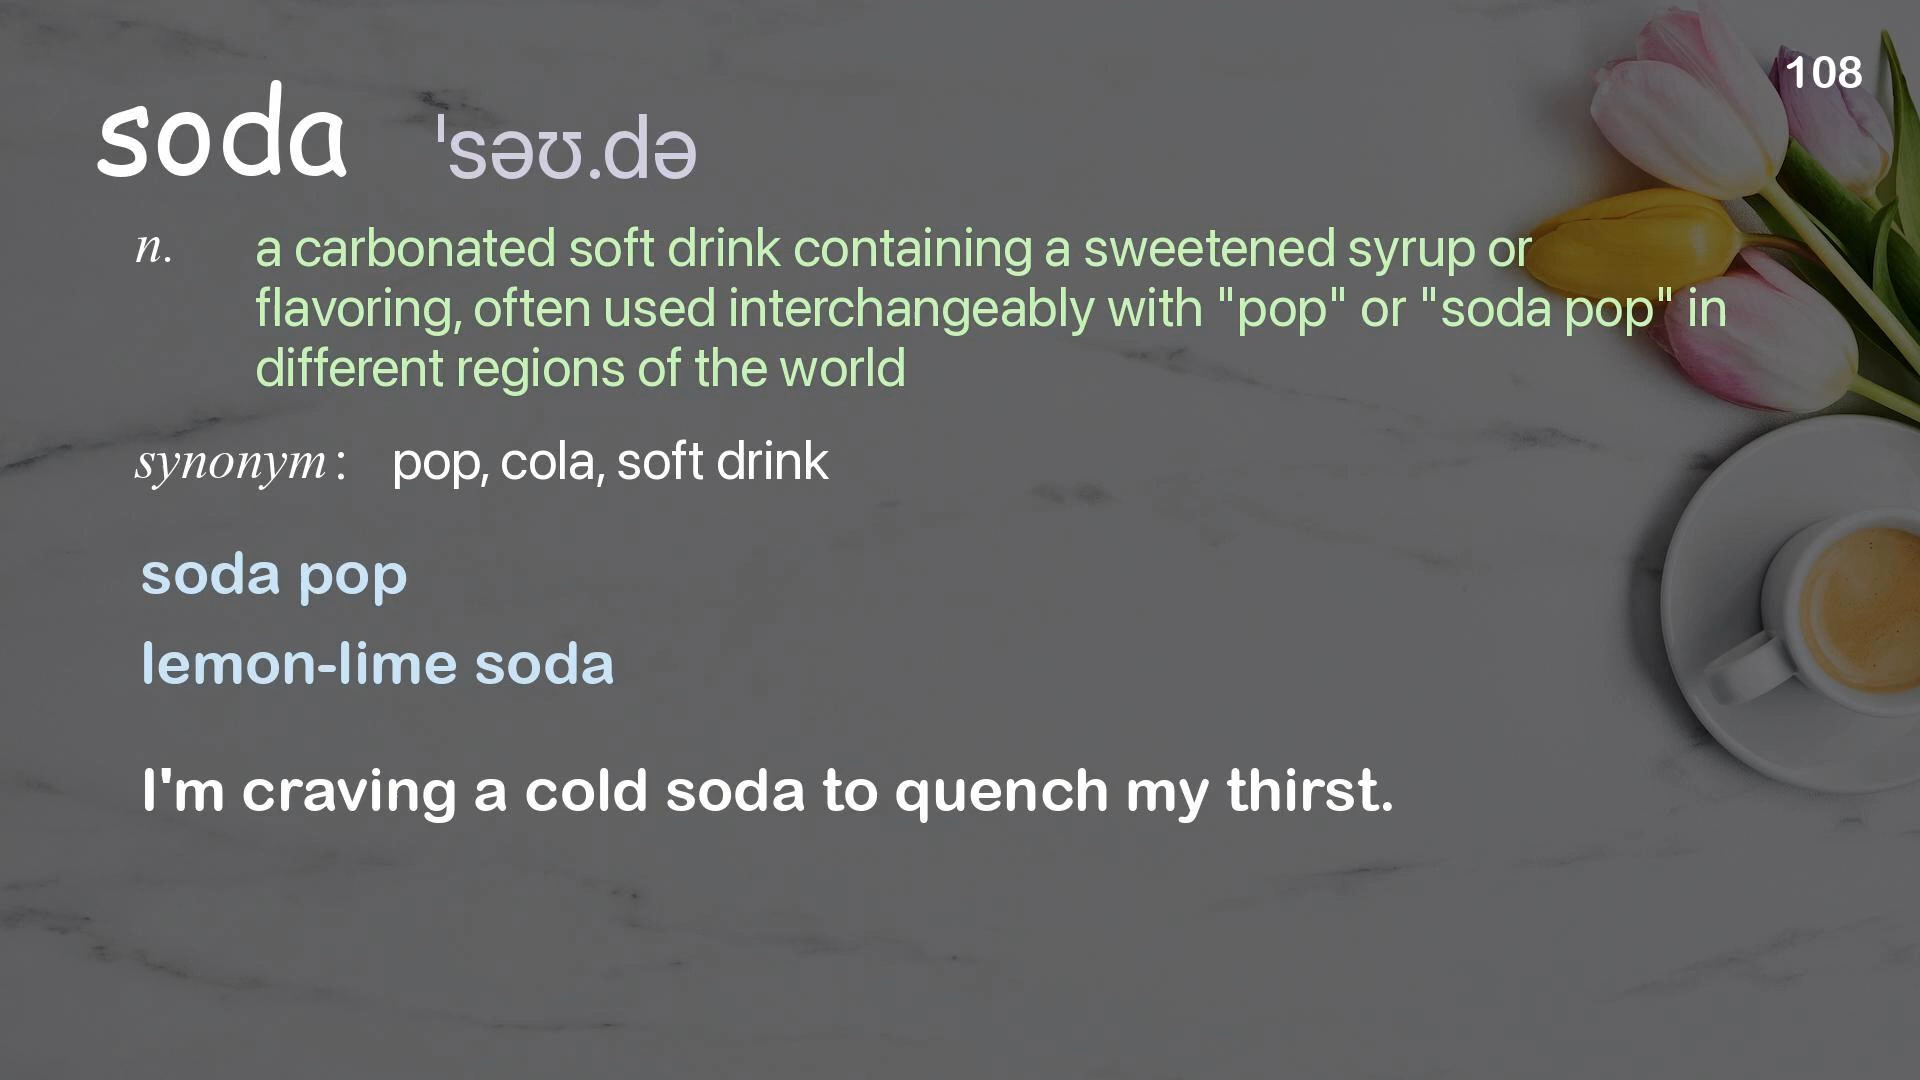 108
soda ˈsəʊ.də
n. a carbonated soft drink containing a sweetened syrup or
flavoring, often used interchangeably with "pop" or "soda pop" in
different regions of the world
synonym: pop, cola, soft drink
soda pop
lemon-lime soda
I'm craving a cold soda to quench my thirst.